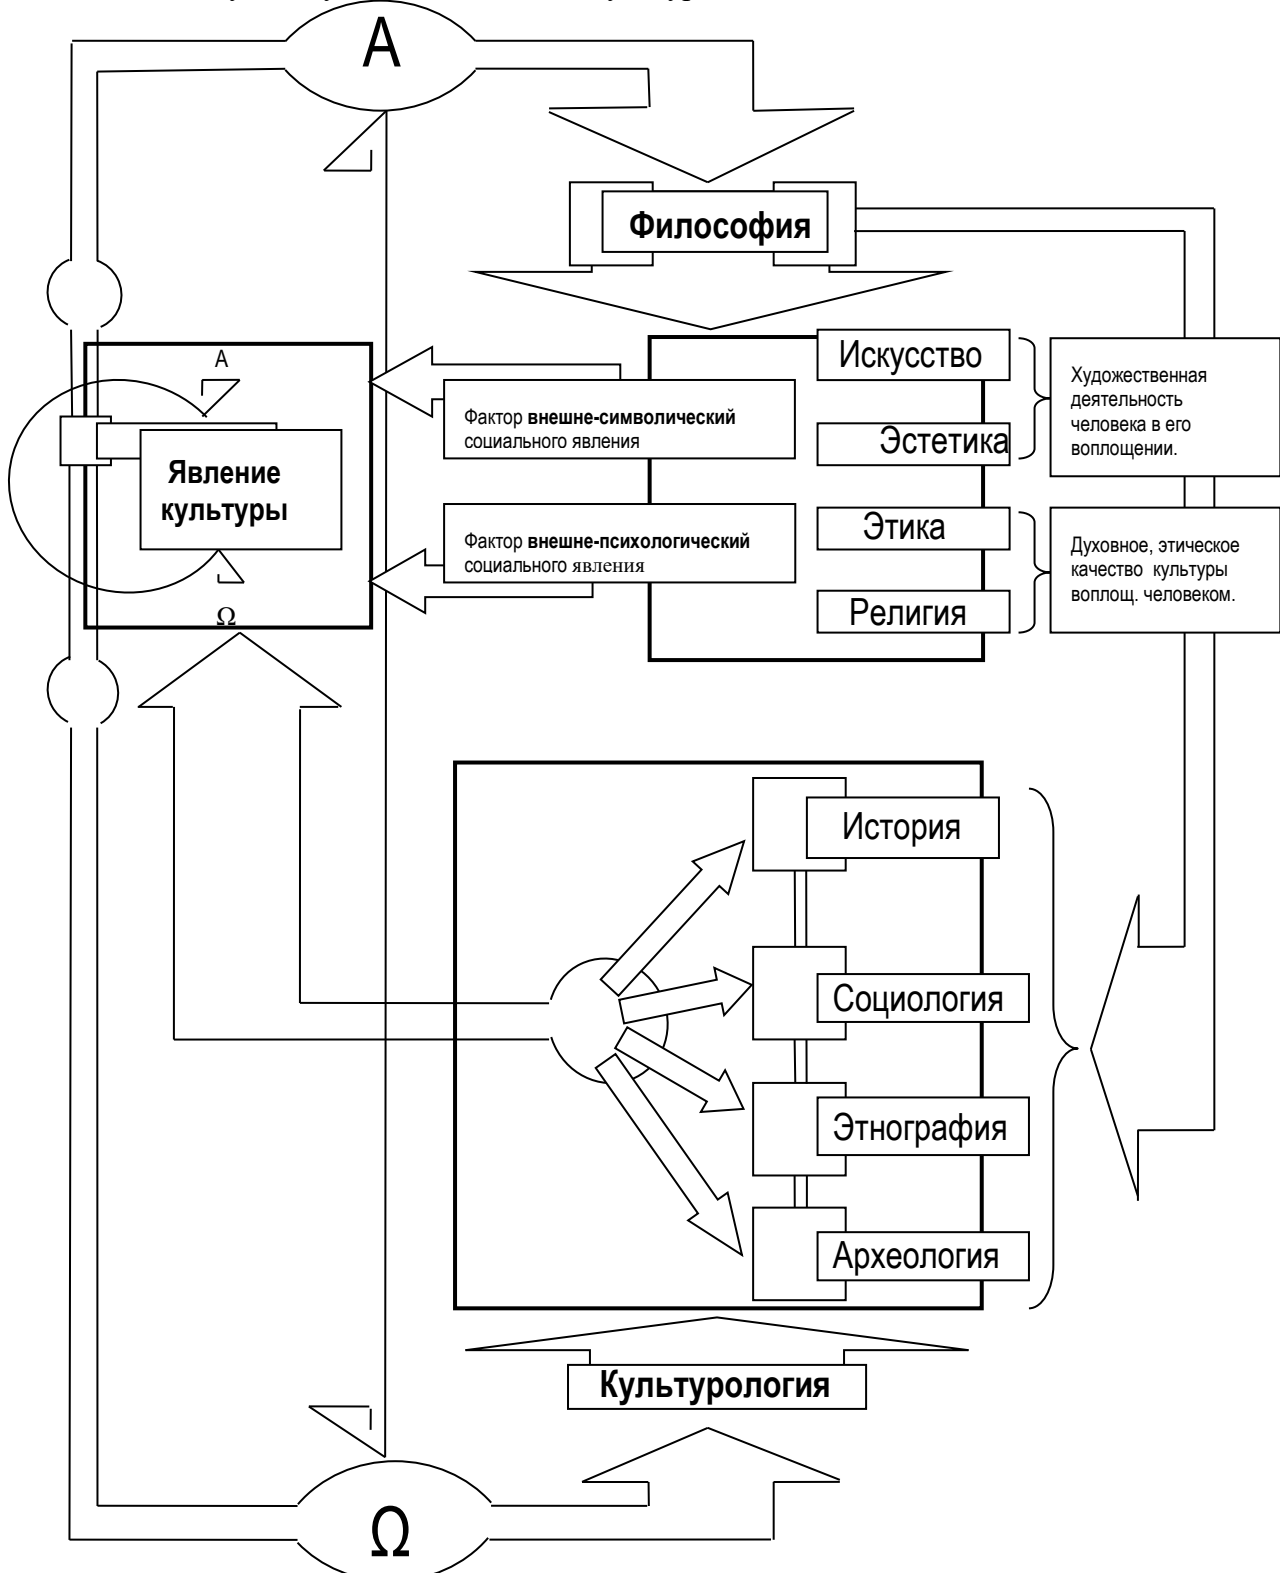 А
Философия
Искусство
Художественная
деятельность
человека в его
воплощении.
А
Фактор внешне-символический
социального явления
Эстетика
Явление
культуры
Фактор внешне-психологический
социального явления
Этика
Духовное, этическое
качество культуры
воплощ. человеком.
Религия
Ω
История
Социология
Этнография
Археология
Культурология
Ω